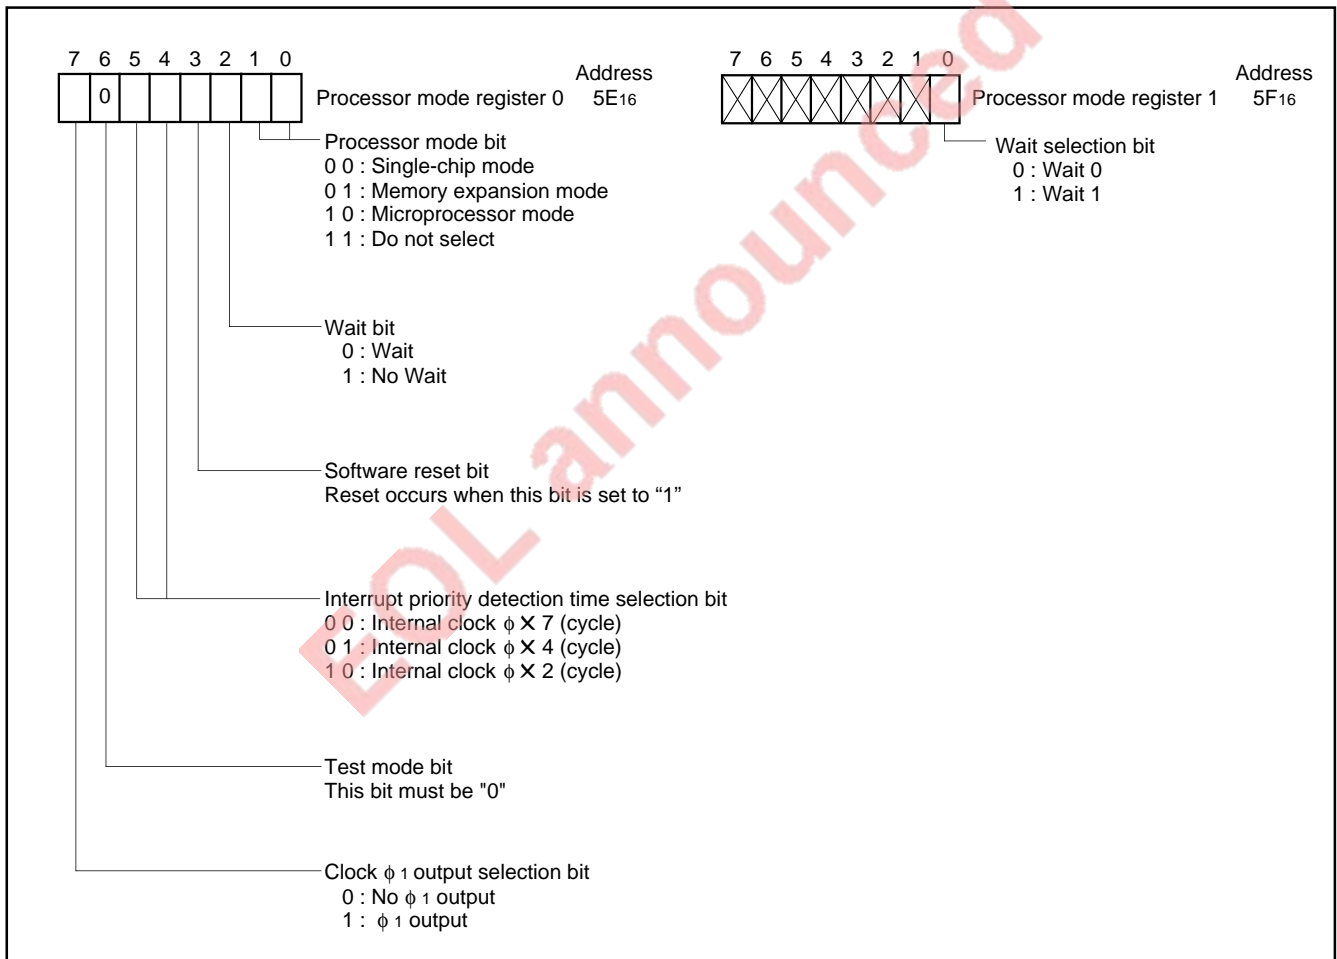 7 6 5 4 3 2 1 0
0
Processor mode register 0
Address
5E16
Processor mode bit
0 0 : Single-chip mode
0 1 : Memory expansion mode
1 0 : Microprocessor mode
1 1 : Do not select
Wait bit
0 : Wait
1 : No Wait
Software reset bit
Reset occurs when this bit is set to “1”
Interrupt priority detection time selection bit
0 0 : Internal clock ϕ X 7 (cycle)
0 1 : Internal clock ϕ X 4 (cycle)
1 0 : Internal clock ϕ X 2 (cycle)
Test mode bit
This bit must be "0"
Clock ϕ 1 output selection bit
0 : No ϕ 1 output
1 : ϕ 1 output
7 6 5 4 3 2 1 0
Processor mode register 1
Address
5F16
Wait selection bit
0 : Wait 0
1 : Wait 1
EOL announced